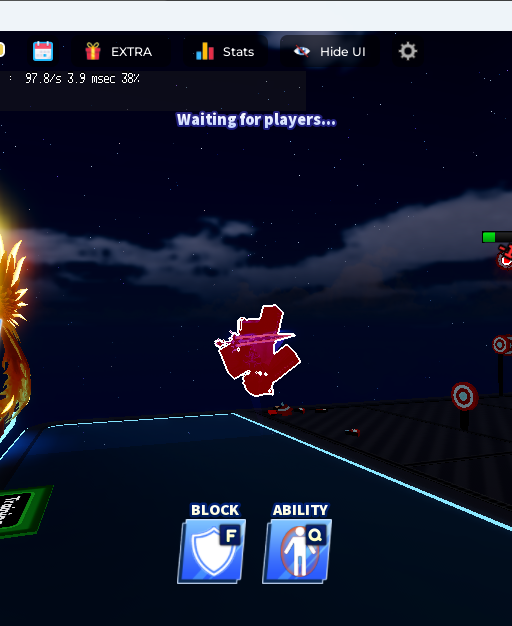 EXTRA
Stats
Hide UI
: 97.8/s 3.9 msec 38%
Waiting for players...
BLOCK
ABILITY
F
Q